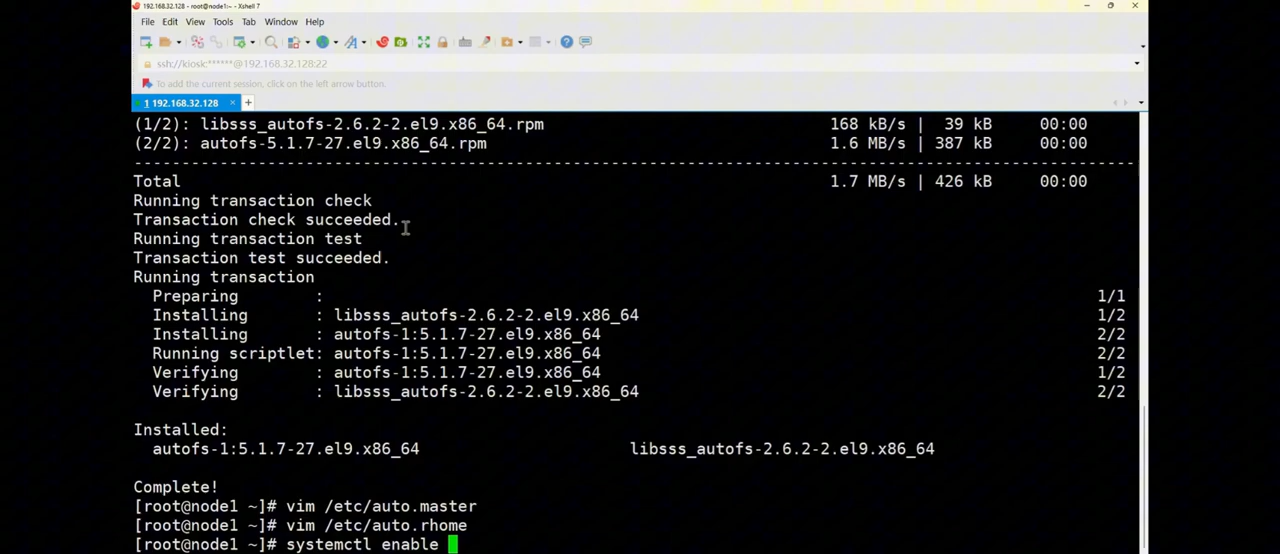 192.168.32.128 - root@node1:~ - Xshell 7
File Edit View Tools Tab Window Help
ssh://kiosk:******@192.168.32.128:22
To add the current session, click on the left arrow button.
1 192.168.32.128 × +
(1/2): libsss_autofs-2.6.2-2.el9.x86_64.rpm 168 kB/s | 39 kB 00:00
(2/2): autofs-5.1.7-27.el9.x86_64.rpm 1.6 MB/s | 387 kB 00:00
--------------------------------------------------------------------------------------------------------
Total 1.7 MB/s | 426 kB 00:00
Running transaction check
Transaction check succeeded.
Running transaction test
Transaction test succeeded.
Running transaction
Preparing : 1/1
Installing : libsss_autofs-2.6.2-2.el9.x86_64 1/2
Installing : autofs-1:5.1.7-27.el9.x86_64 2/2
Running scriptlet: autofs-1:5.1.7-27.el9.x86_64 2/2
Verifying : autofs-1:5.1.7-27.el9.x86_64 1/2
Verifying : libsss_autofs-2.6.2-2.el9.x86_64 2/2
Installed:
autofs-1:5.1.7-27.el9.x86_64 libsss_autofs-2.6.2-2.el9.x86_64
Complete!
[root@node1 ~]# vim /etc/auto.master
[root@node1 ~]# vim /etc/auto.rhome
[root@node1 ~]# systemctl enable